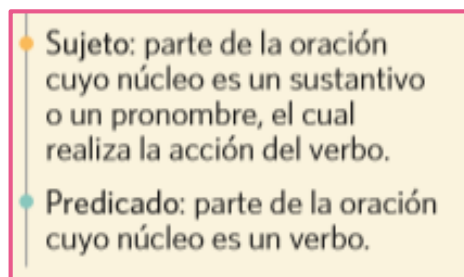 Sujeto: parte de la oración
cuyo núcleo es un sustantivo
o un pronombre, el cual
realiza la acción del verbo.
Predicado: parte de la oración
cuyo núcleo es un verbo.